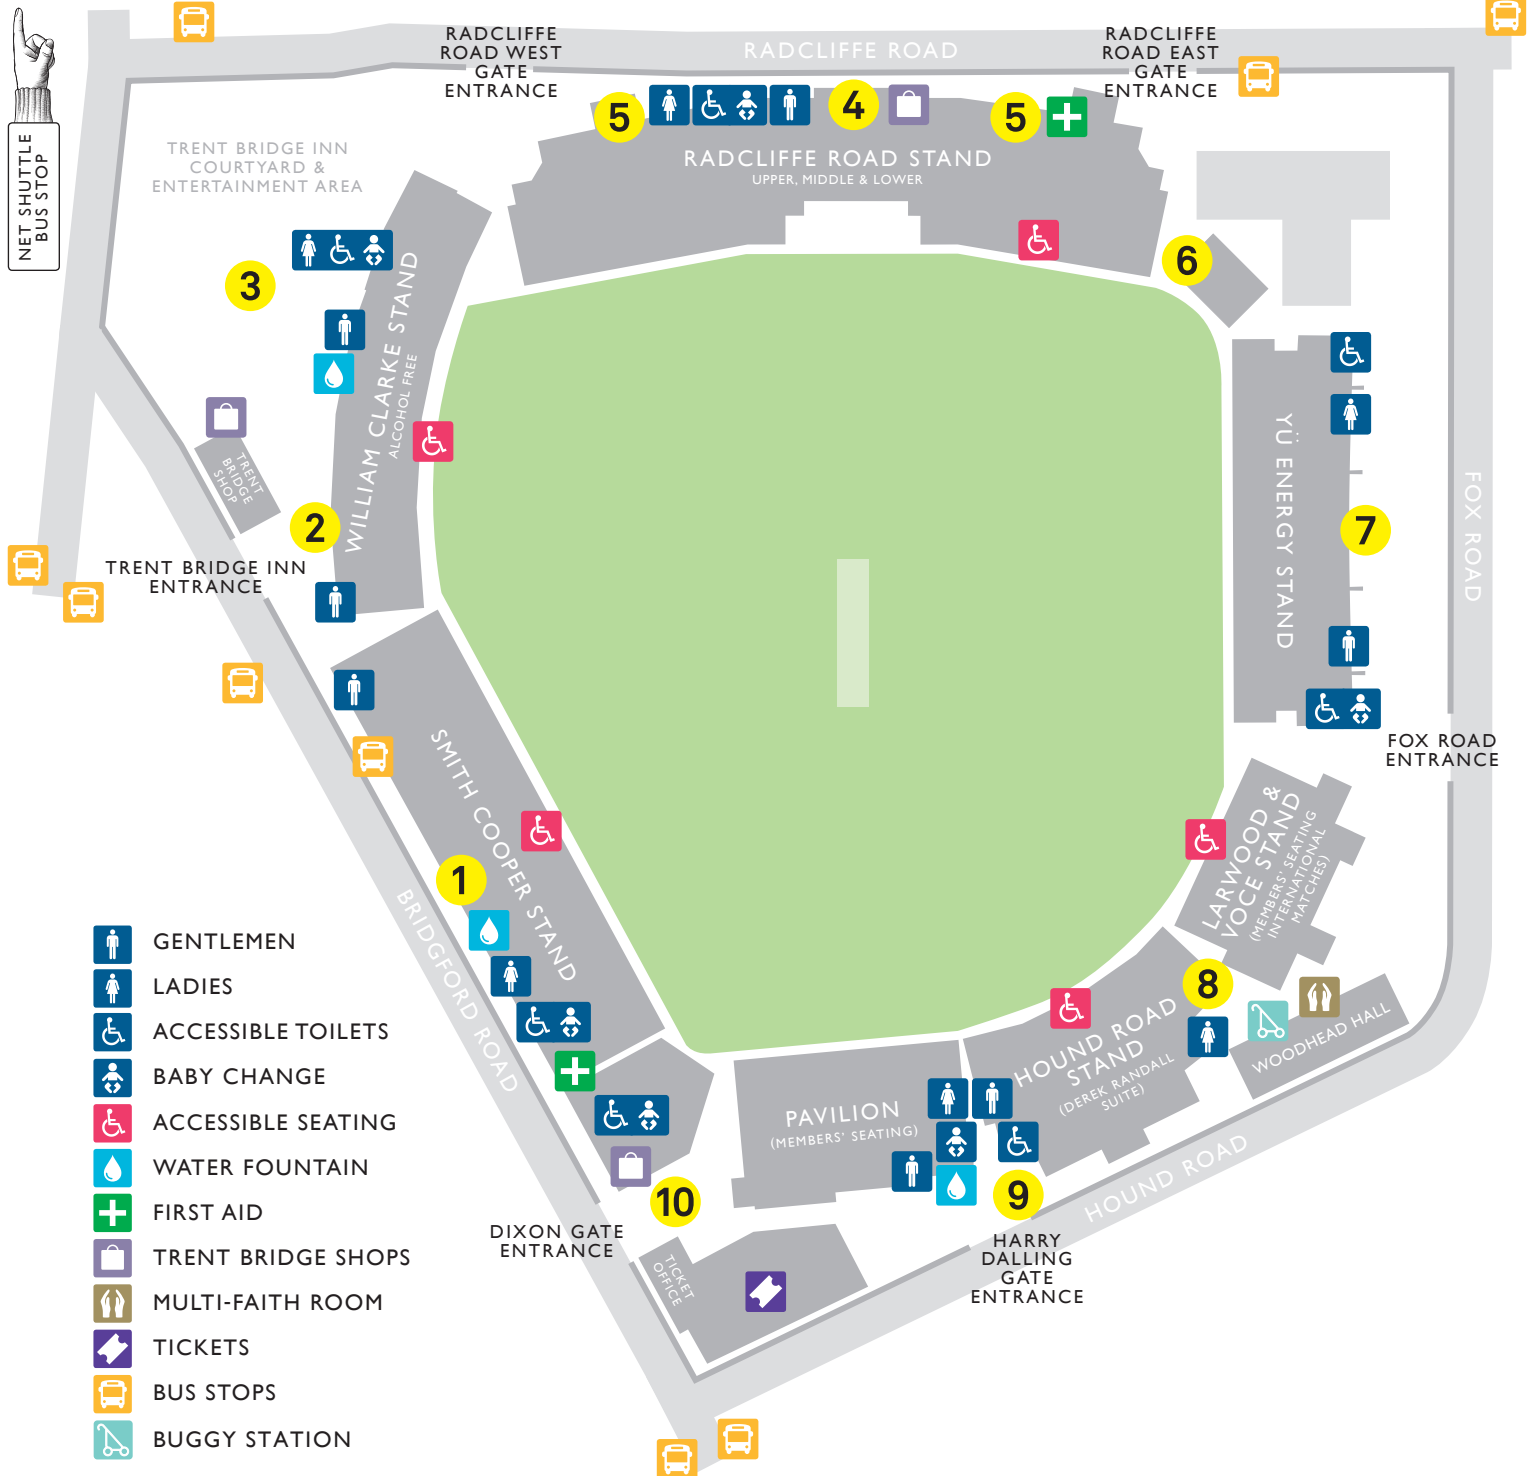 NET SHUTTLE
BUS STOP
RADCLIFFE
ROAD WEST
GATE
ENTRANCE
RADCLIFFE ROAD
RADCLIFFE
ROAD EAST
GATE
ENTRANCE
5
4
5
RADCLIFFE ROAD STAND
UPPER, MIDDLE & LOWER
TRENT BRIDGE INN
COURTYARD &
ENTERTAINMENT AREA
3
6
WILLIAM CLARKE STAND
ALCOHOL FREE
TRENT
BRIDGE
SHOP
2
TRENT BRIDGE INN
ENTRANCE
YÜ ENERGY STAND
7
FOX ROAD
FOX ROAD
ENTRANCE
SMITH COOPER STAND
1
BRIDGFORD ROAD
LARWOOD &
VOCE STAND
(MEMBERS' SEATING
INTERNATIONAL
MATCHES)
8
HOUND ROAD
STAND
(DEREK RANDALL
SUITE)
WOODHEAD HALL
PAVILION
(MEMBERS' SEATING)
9
10
HOUND ROAD
DIXON GATE
ENTRANCE
HARRY
DALLING
GATE
ENTRANCE
TICKET
OFFICE
GENTLEMEN
LADIES
ACCESSIBLE TOILETS
BABY CHANGE
ACCESSIBLE SEATING
WATER FOUNTAIN
FIRST AID
TRENT BRIDGE SHOPS
MULTI-FAITH ROOM
TICKETS
BUS STOPS
BUGGY STATION